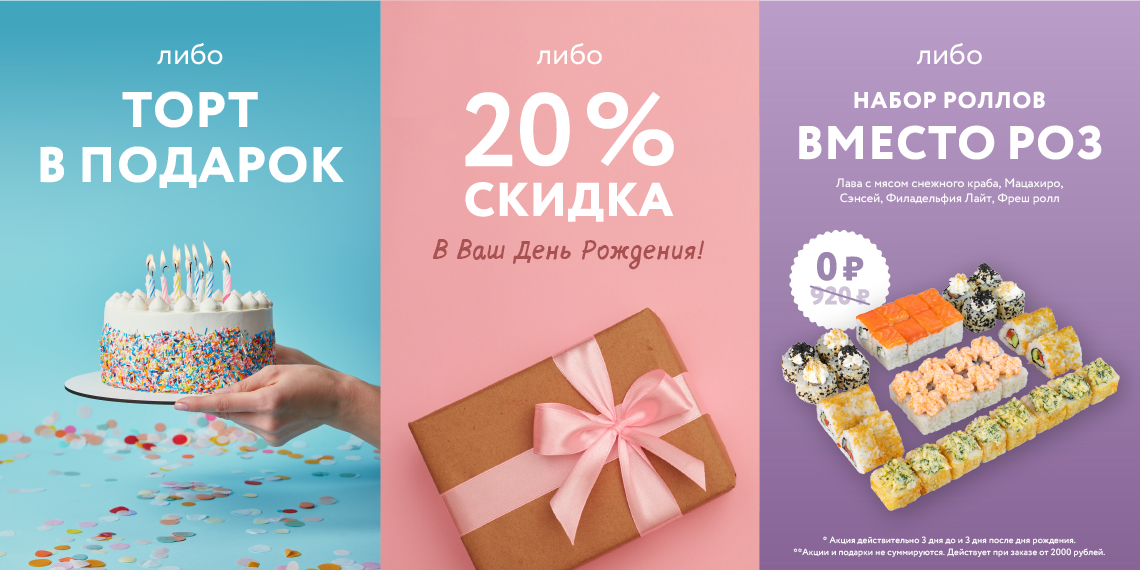 либо
ТОРТ
В ПОДАРОК
либо
20 %
СКИДКА
В Ваш День Рождения!
либо
НАБОР РОЛЛОВ
ВМЕСТО РОЗ
Лава с мясом снежного краба, Мацахиро,
Сэнсей, Филадельфия Лайт, Фреш ролл
0 ₽
920 ₽
* Акция действительно 3 дня до и 3 дня после дня рождения.
**Акции и подарки не суммируются. Действует при заказе от 2000 рублей.